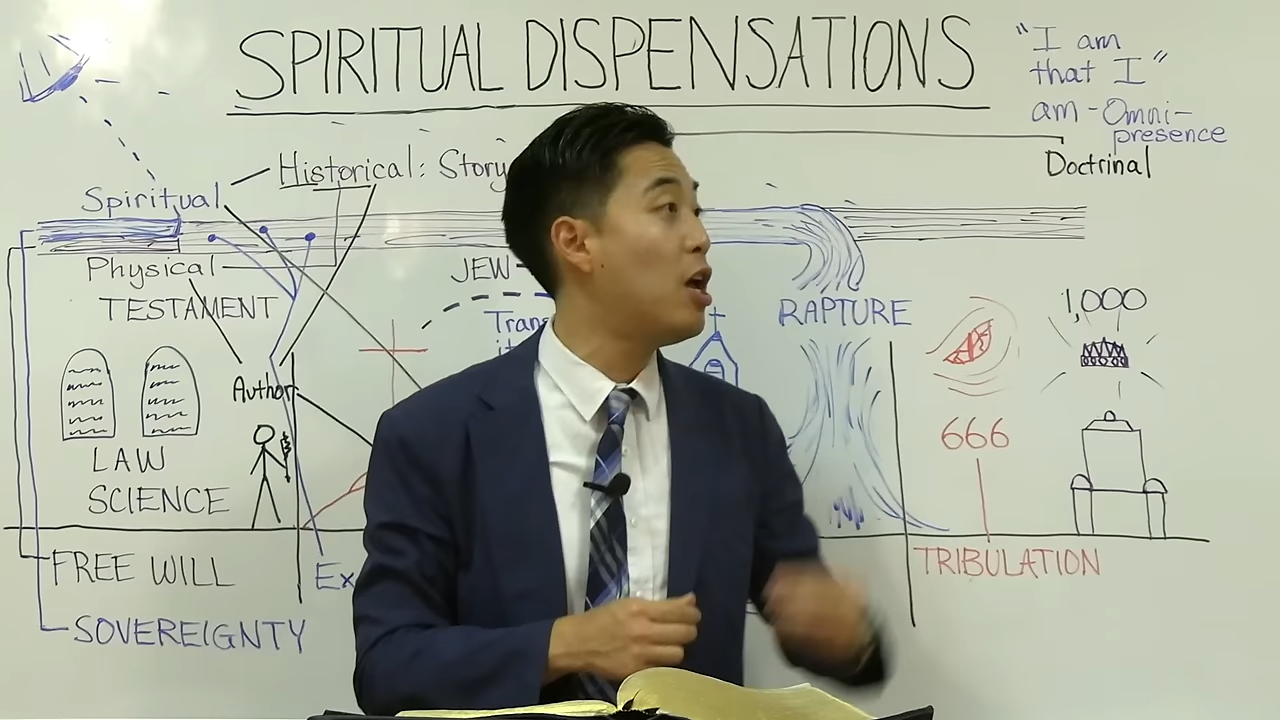 SPIRITUAL DISPENSATIONS
"I am
that I"
am-Omni-
presence
Doctrinal
Historical: Story
Spiritual
Physical
JEW
TESTAMENT
1,000
RAPTURE
Author
666
LAW
SCIENCE
TRIBULATION
FREE WILL
SOVEREIGNTY